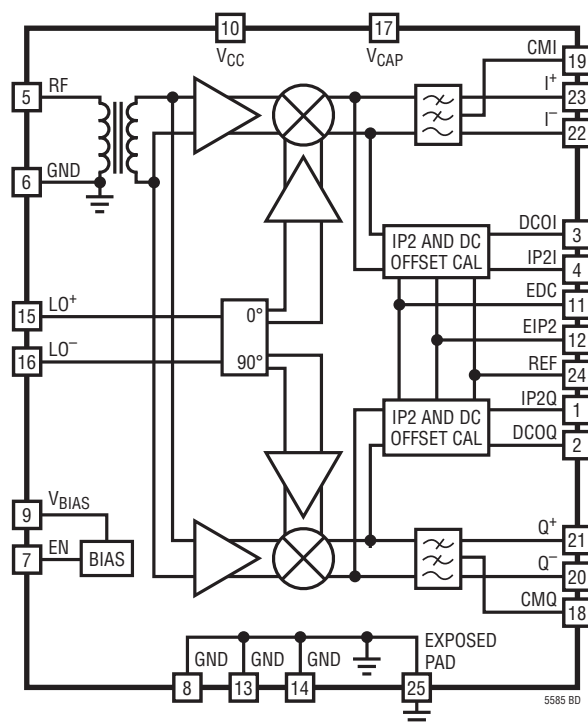 10
VCC
17
VCAP
CMI
19
5
RF
I+
23
I−
22
6
GND
DCOI
3
IP2 AND DC
OFFSET CAL
IP2I
4
EDC
11
15
LO+
0°
EIP2
12
16
LO−
90°
REF
24
IP2Q
1
IP2 AND DC
OFFSET CAL
DCOQ
2
9
VBIAS
Q+
21
7
EN
BIAS
Q−
20
CMQ
18
GND
GND
GND
EXPOSED
PAD
8
13
14
25
5585 BD